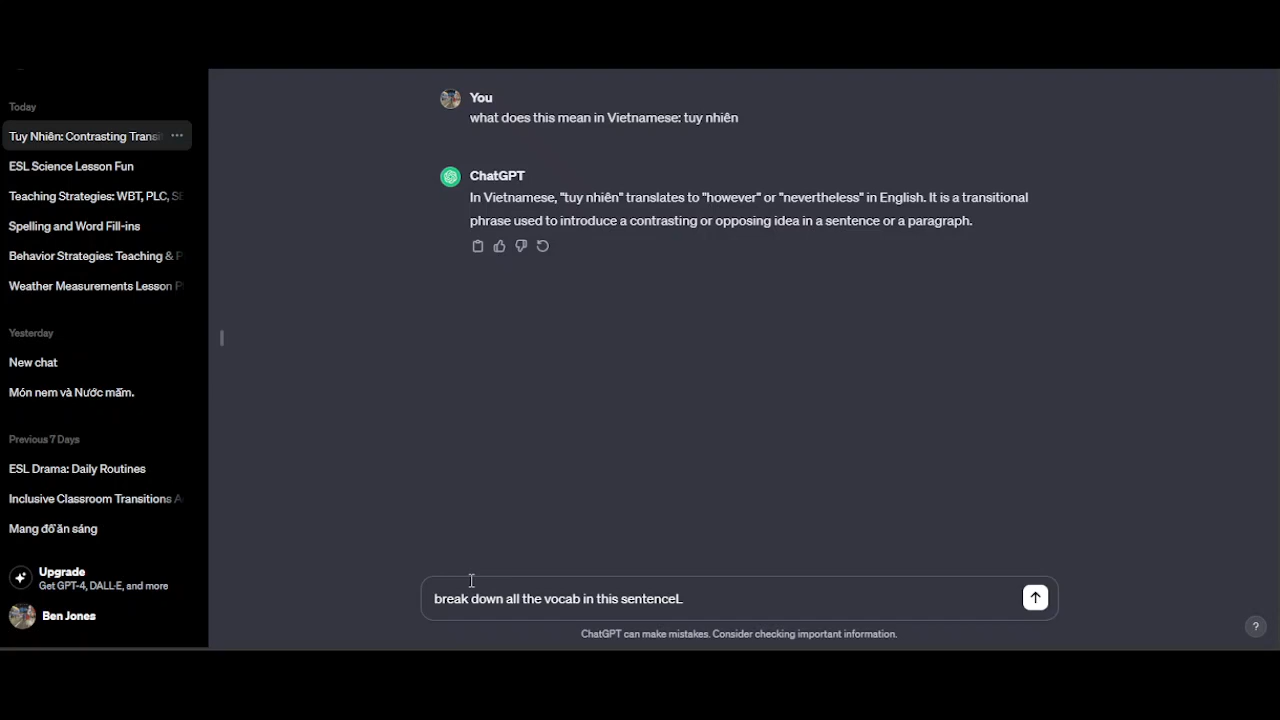 Today
Tuy Nhiên: Contrasting Transi
ESL Science Lesson Fun
Teaching Strategies: WBT, PLC, SE
Spelling and Word Fill-ins
Behavior Strategies: Teaching & P
Weather Measurements Lesson P
Yesterday
New chat
Món nem và Nước mắm.
Previous 7 Days
ESL Drama: Daily Routines
Inclusive Classroom Transitions A
Mang đồ ăn sáng
Upgrade
Get GPT-4, DALL·E, and more
Ben Jones
You
what does this mean in Vietnamese: tuy nhiên
ChatGPT
In Vietnamese, "tuy nhiên" translates to "however" or "nevertheless" in English. It is a transitional
phrase used to introduce a contrasting or opposing idea in a sentence or a paragraph.
break down all the vocab in this sentenceL
ChatGPT can make mistakes. Consider checking important information.
?